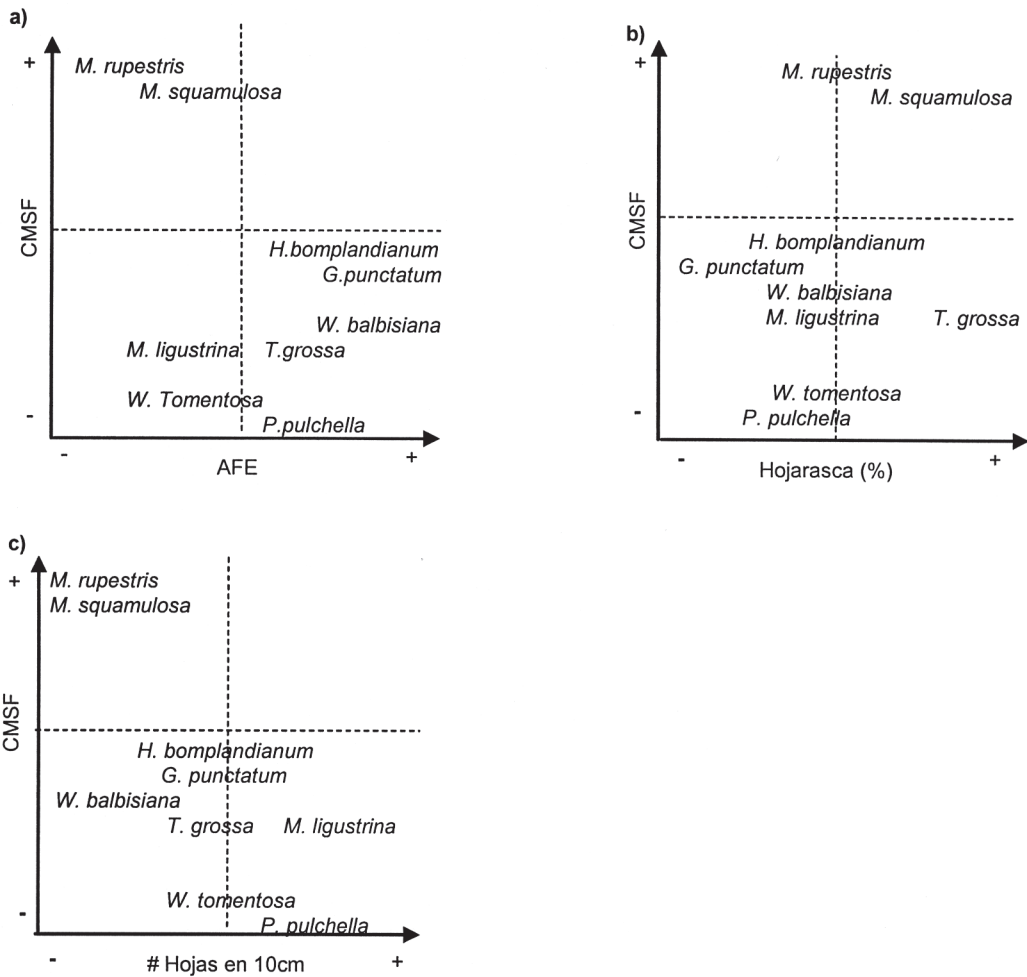 a)
+
M. rupestris
M. squamulosa
CMSF
H.bomplandianum
G.punctatum
W. balbisiana
M. ligustrina T.grossa
W. Tomentosa
-
P.pulchella
- +
AFE
b)
+
M. rupestris
M. squamulosa
CMSF
H. bomplandianum
G. punctatum
W. balbisiana
M. ligustrina T. grossa
W. tomentosa
-
P. pulchella
- +
Hojarasca (%)
c)
+
M. rupestris
M. squamulosa
CMSF
H. bomplandianum
G. punctatum
W. balbisiana
T. grossa M. ligustrina
W. tomentosa
-
P. pulchella
- # Hojas en 10cm +